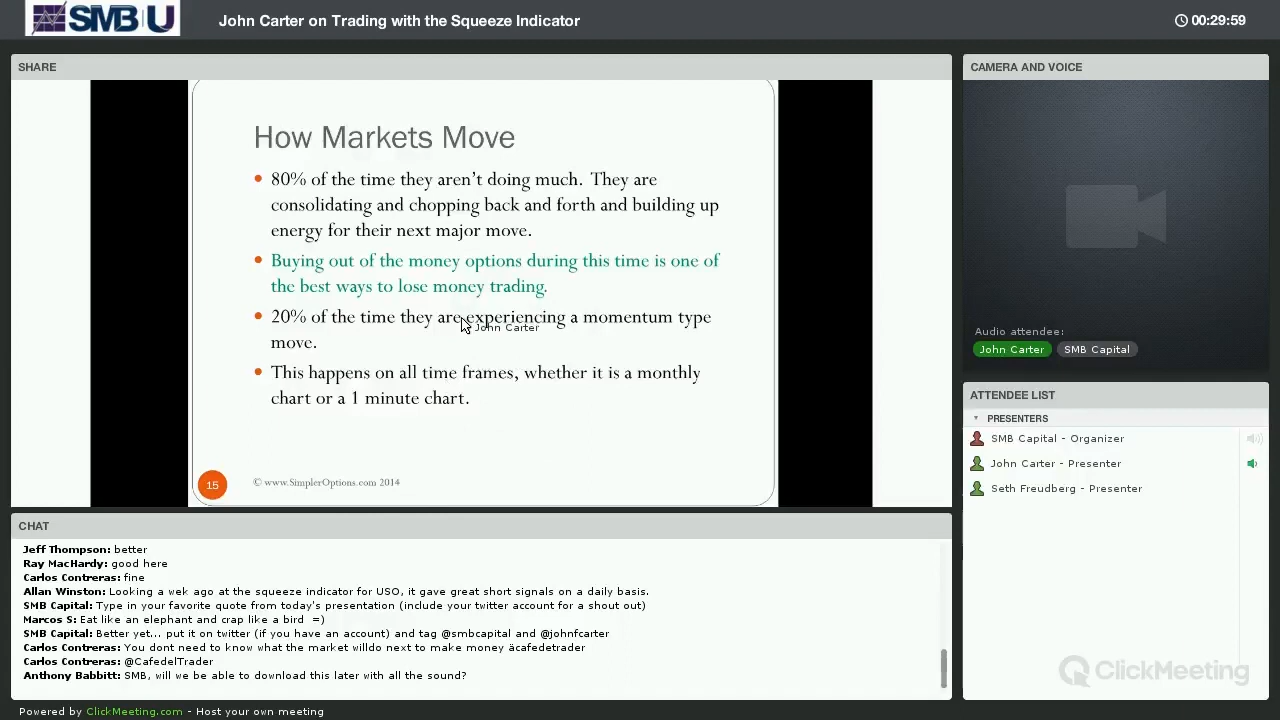 SMB U
John Carter on Trading with the Squeeze Indicator
00:29:59
SHARE
How Markets Move
80% of the time they aren't doing much. They are
consolidating and chopping back and forth and building up
energy for their next major move.
Buying out of the money options during this time is one of
the best ways to lose money trading.
20% of the time they are experiencing a momentum type
move.
John Carter
This happens on all time frames, whether it is a monthly
chart or a 1 minute chart.
15
© www.SimplerOptions.com 2014
CAMERA AND VOICE
Audio attendee:
John Carter
SMB Capital
ATTENDEE LIST
PRESENTERS
SMB Capital - Organizer
John Carter - Presenter
Seth Freudberg - Presenter
CHAT
Jeff Thompson: better
Ray MacHardy: good here
Carlos Contreras: fine
Allan Winston: Looking a wek ago at the squeeze indicator for USO, it gave great short signals on a daily basis.
SMB Capital: Type in your favorite quote from today's presentation (include your twitter account for a shout out)
Marcos S: Eat like an elephant and crap like a bird =)
SMB Capital: Better yet... put it on twitter (if you have an account) and tag @smbcapital and @johnfcarter
Carlos Contreras: You dont need to know what the market willdo next to make money äcafedetrader
Carlos Contreras: @CafedelTrader
Anthony Babbitt: SMB, will we be able to download this later with all the sound?
ClickMeeting
Powered by ClickMeeting.com - Host your own meeting